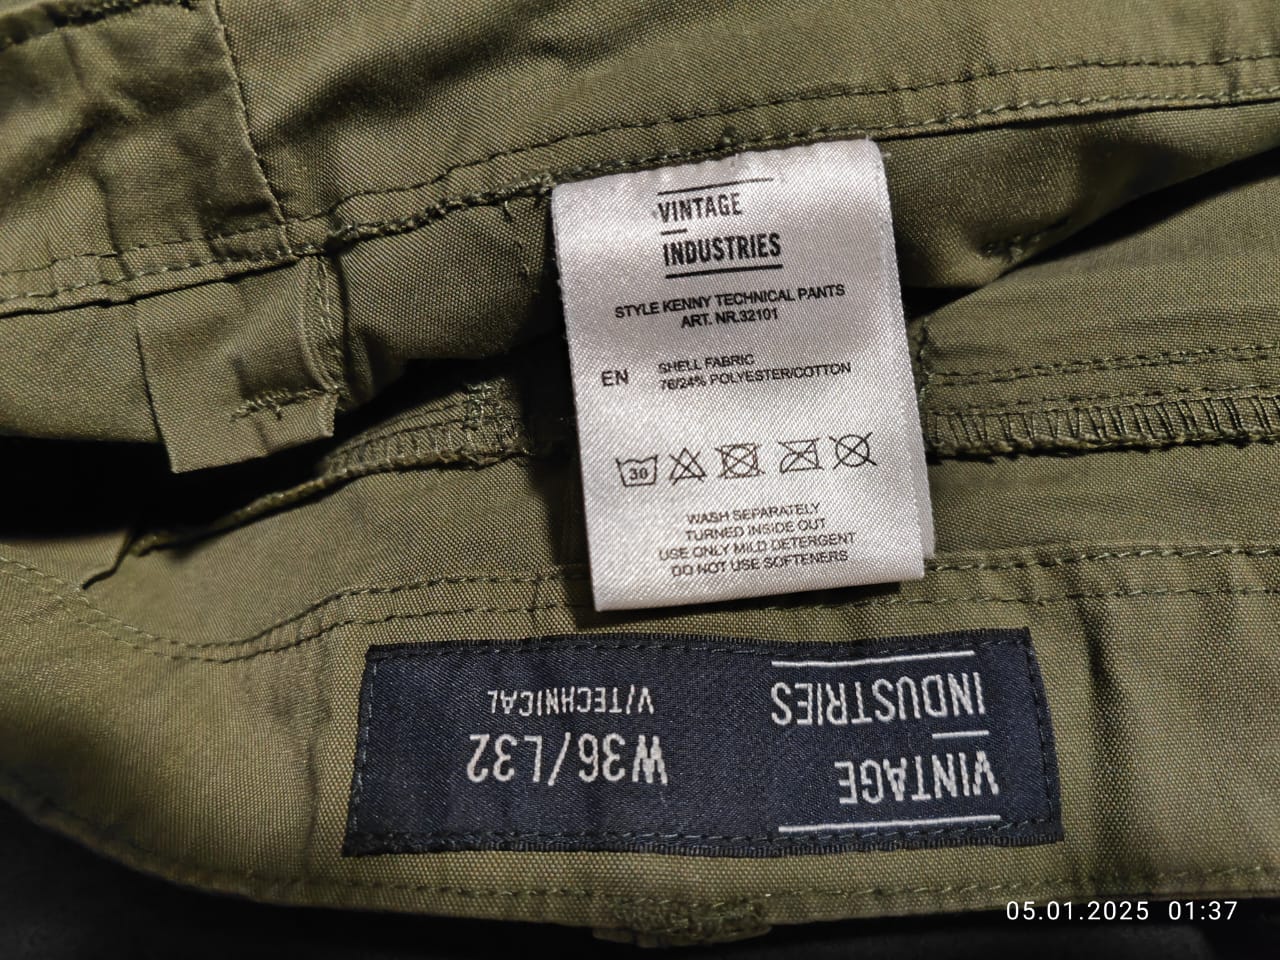 VINTAGE
INDUSTRIES
STYLE KENNY TECHNICAL PANTS
ART. NR.32101
EN
SHELL FABRIC
76/24% POLYESTER/COTTON
30
WASH SEPARATELY
TURNED INSIDE OUT
USE ONLY MILD DETERGENT
DO NOT USE SOFTENERS
VINTAGE
INDUSTRIES
W36/L32
V/TECHNICAL
05.01.2025 01:37